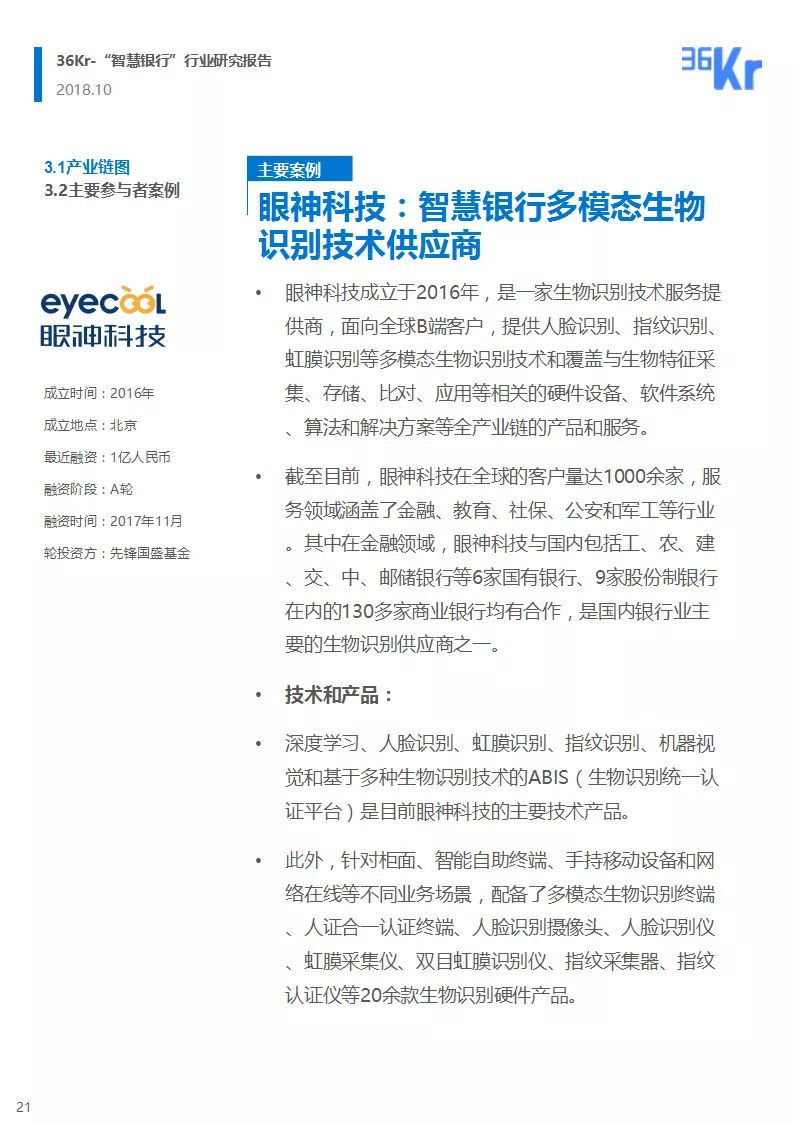 36Kr-“智慧银行”行业研究报告
2018.10
36Kr
3.1产业链图
3.2主要参与者案例
eyecool
眼神科技
成立时间：2016年
成立地点：北京
最近融资：1亿人民币
融资阶段：A轮
融资时间：2017年11月
轮投资方：先锋国盛基金
主要案例
眼神科技：智慧银行多模态生物
识别技术供应商
• 眼神科技成立于2016年，是一家生物识别技术服务提
供商，面向全球B端客户，提供人脸识别、指纹识别、
虹膜识别等多模态生物识别技术和覆盖与生物特征采
集、存储、比对、应用等相关的硬件设备、软件系统
、算法和解决方案等全产业链的产品和服务。
• 截至目前，眼神科技在全球的客户量达1000余家，服
务领域涵盖了金融、教育、社保、公安和军工等行业
。其中在金融领域，眼神科技与国内包括工、农、建
、交、中、邮储银行等6家国有银行、9家股份制银行
在内的130多家商业银行均有合作，是国内银行业主
要的生物识别供应商之一。
• 技术和产品：
• 深度学习、人脸识别、虹膜识别、指纹识别、机器视
觉和基于多种生物识别技术的ABIS（生物识别统一认
证平台）是目前眼神科技的主要技术产品。
• 此外，针对柜面、智能自助终端、手持移动设备和网
络在线等不同业务场景，配备了多模态生物识别终端
、人证合一认证终端、人脸识别摄像头、人脸识别仪
、虹膜采集仪、双目虹膜识别仪、指纹采集器、指纹
认证仪等20余款生物识别硬件产品。
21